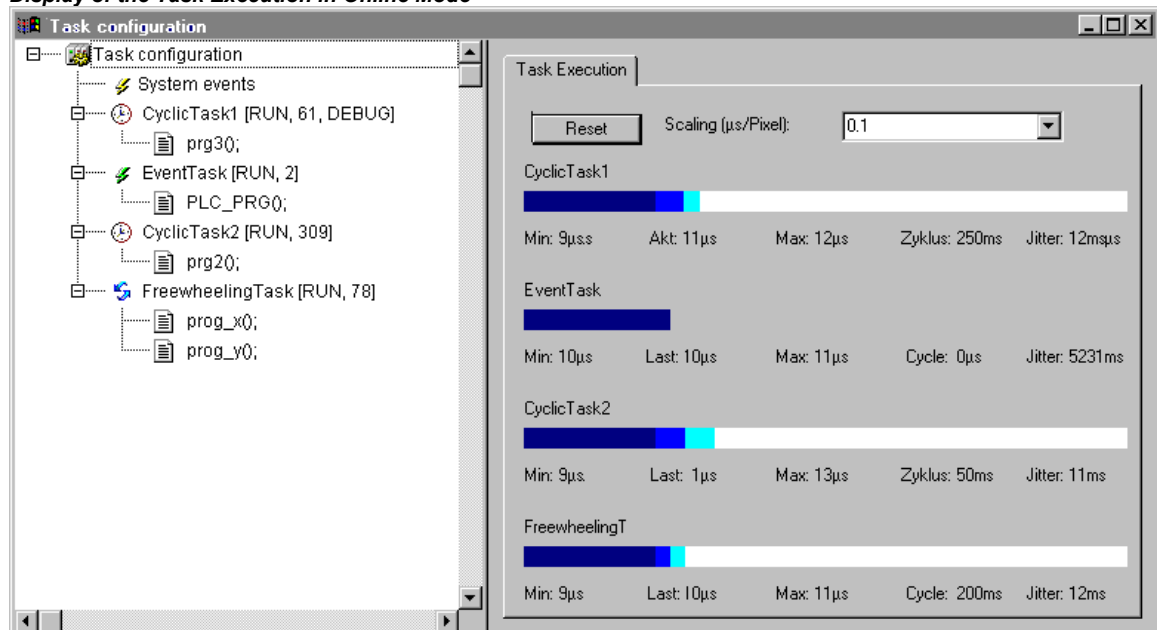 Display of the Task Execution in Online Mode
Task configuration
Task configuration
System events
CyclicTask1 [RUN, 61, DEBUG]
prg3();
EventTask [RUN, 2]
PLC_PRG();
CyclicTask2 [RUN, 309]
prg2();
FreewheelingTask [RUN, 78]
prog_x();
prog_y();
Task Execution
Reset Scaling (µs/Pixel): 0.1
CyclicTask1
Min: 9µs.s Akt: 11µs Max: 12µs Zyklus: 250ms Jitter: 12msµs
EventTask
Min: 10µs Last: 10µs Max: 11µs Cycle: 0µs Jitter: 5231ms
CyclicTask2
Min: 9µs. Last: 1µs Max: 13µs Zyklus: 50ms Jitter: 11ms
FreewheelingT
Min: 9µs Last: 10µs Max: 11µs Cycle: 200ms Jitter: 12ms